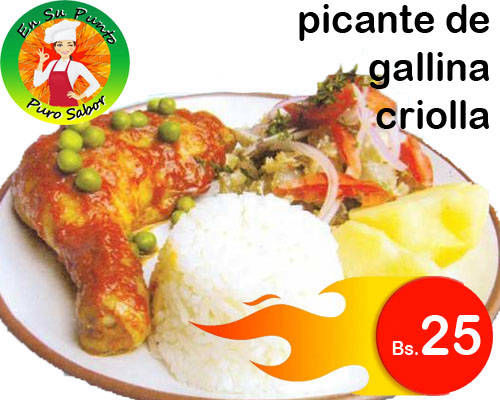 En Su Punto
Puro Sabor
picante de
gallina
criolla
Bs. 25